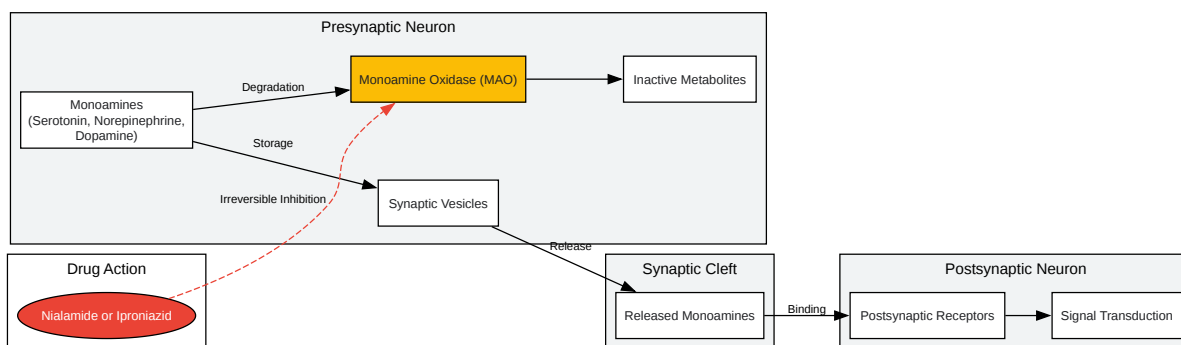 Presynaptic Neuron
Monoamine Oxidase (MAO)
Inactive Metabolites
Degradation
Monoamines
(Serotonin, Norepinephrine,
Dopamine)
Storage
Irreversible Inhibition
Synaptic Vesicles
Release
Drug Action
Nialamide or Iproniazid
Synaptic Cleft
Released Monoamines
Binding
Postsynaptic Neuron
Postsynaptic Receptors
Signal Transduction